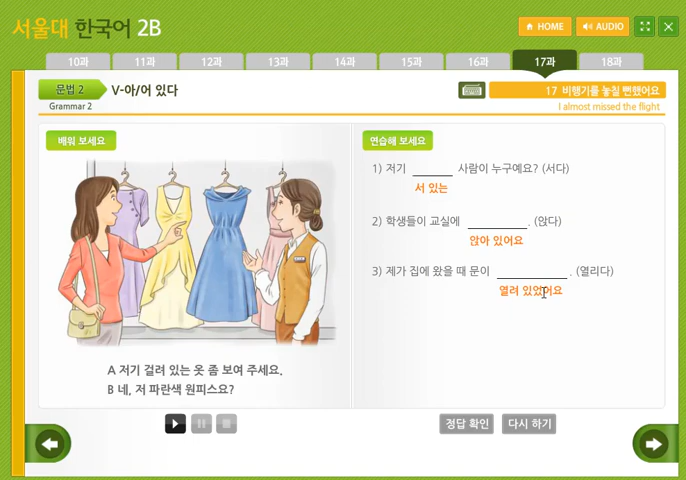 서울대 한국어 2B
HOME
AUDIO
10과 11과 12과 13과 14과 15과 16과 17과 18과
문법 2 V-아/어 있다
Grammar 2
17 비행기를 놓칠 뻔했어요
I almost missed the flight
배워 보세요
A 저기 걸려 있는 옷 좀 보여 주세요.
B 네, 저 파란색 원피스요?
연습해 보세요
1) 저기 ______ 사람이 누구예요? (서다)
서 있는
2) 학생들이 교실에 _________. (앉다)
앉아 있어요
3) 제가 집에 왔을 때 문이 __________. (열리다)
열려 있었어요
정답 확인
다시 하기